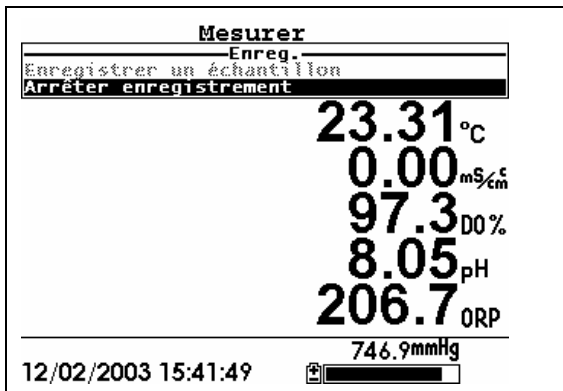 Mesurer
Enreg.
Enregistrer un échantillon
Arrêter enregistrement
23.31°C
0.00mS/cm c
97.3DO%
8.05pH
206.7ORP
746.9mmHg
12/02/2003 15:41:49